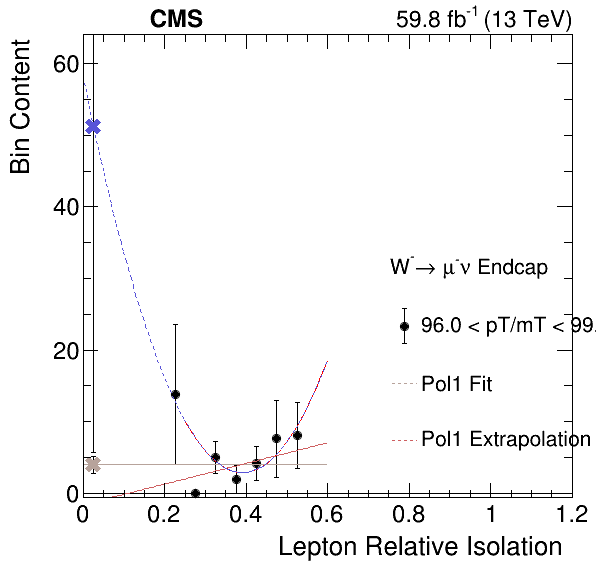 CMS
59.8 fb-1 (13 TeV)
Bin Content
60
40
20
0
W-→ μ-ν Endcap
96.0 < pT/mT < 99.
Pol1 Fit
Pol1 Extrapolation
0 0.2 0.4 0.6 0.8 1 1.2
Lepton Relative Isolation